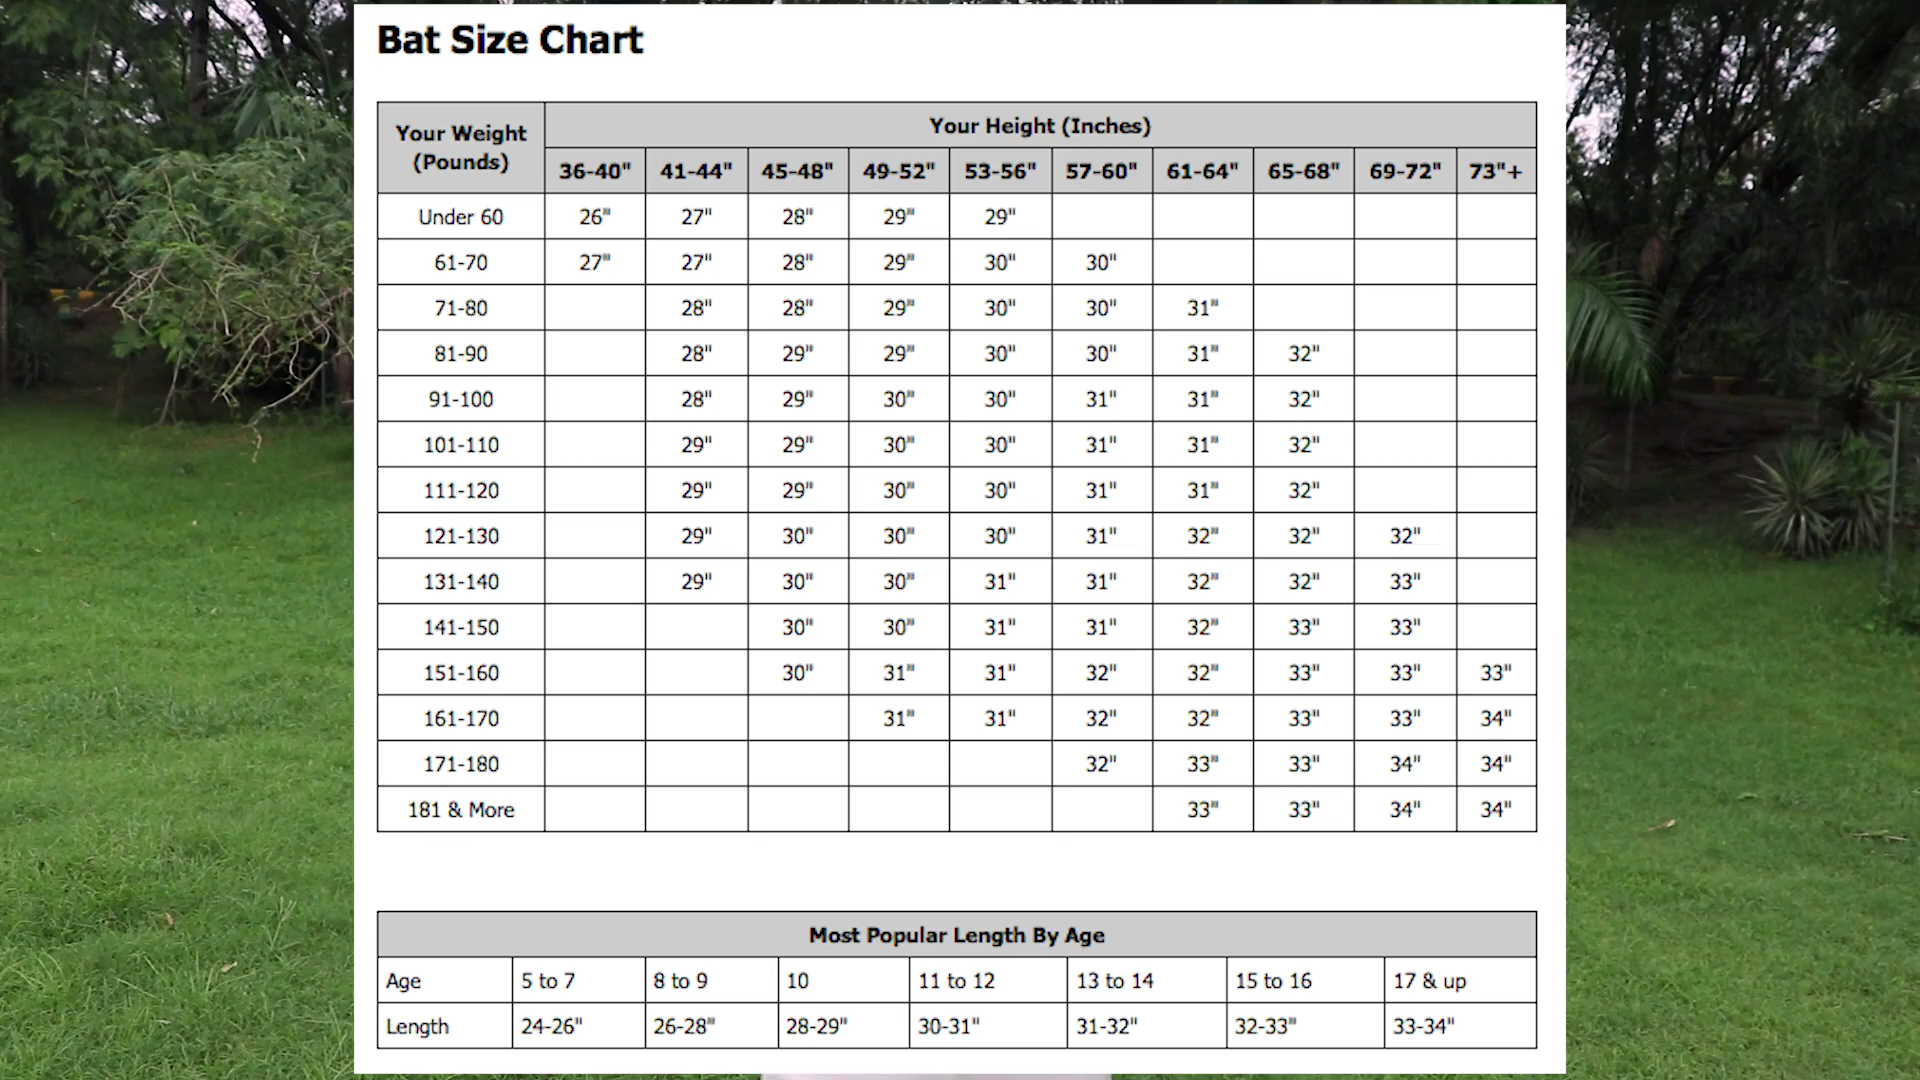 Bat Size Chart
Your Weight (Pounds) Your Height (Inches)
36-40" 41-44" 45-48" 49-52" 53-56" 57-60" 61-64" 65-68" 69-72" 73"+
Under 60 26" 27" 28" 29" 29"
61-70 27" 27" 28" 29" 30" 30"
71-80 28" 28" 29" 30" 30" 31"
81-90 28" 29" 29" 30" 30" 31" 32"
91-100 28" 29" 30" 30" 31" 31" 32"
101-110 29" 29" 30" 30" 31" 31" 32"
111-120 29" 29" 30" 30" 31" 31" 32"
121-130 29" 30" 30" 30" 31" 32" 32" 32"
131-140 29" 30" 30" 31" 31" 32" 32" 33"
141-150 30" 30" 31" 31" 32" 33" 33"
151-160 30" 31" 31" 32" 32" 33" 33" 33"
161-170 31" 31" 32" 32" 33" 33" 34"
171-180 32" 33" 33" 34" 34"
181 & More 33" 33" 34" 34"
Most Popular Length By Age
Age 5 to 7 8 to 9 10 11 to 12 13 to 14 15 to 16 17 & up
Length 24-26" 26-28" 28-29" 30-31" 31-32" 32-33" 33-34"